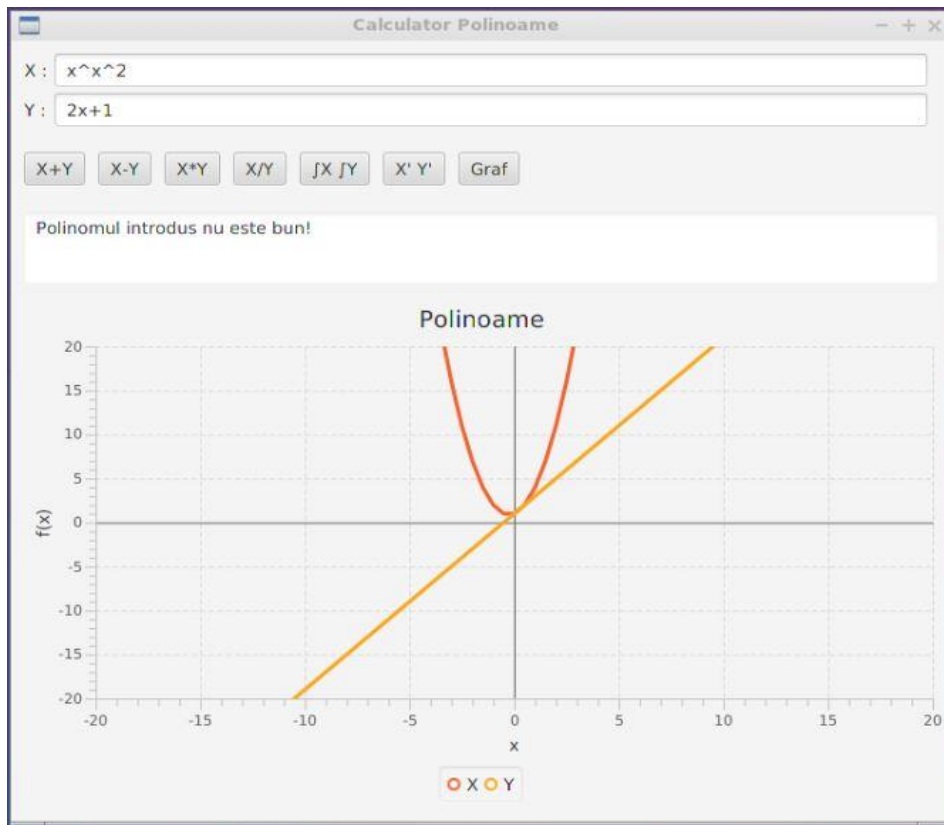 Calculator Polinoame
X : x^x^2
Y : 2x+1
X+Y X-Y X*Y X/Y ∫X ∫Y X' Y' Graf
Polinomul introdus nu este bun!
Polinoame
20
15
10
5
0
-5
-10
-15
-20
f(x)
-20 -15 -10 -5 0 5 10 15 20
x
X Y